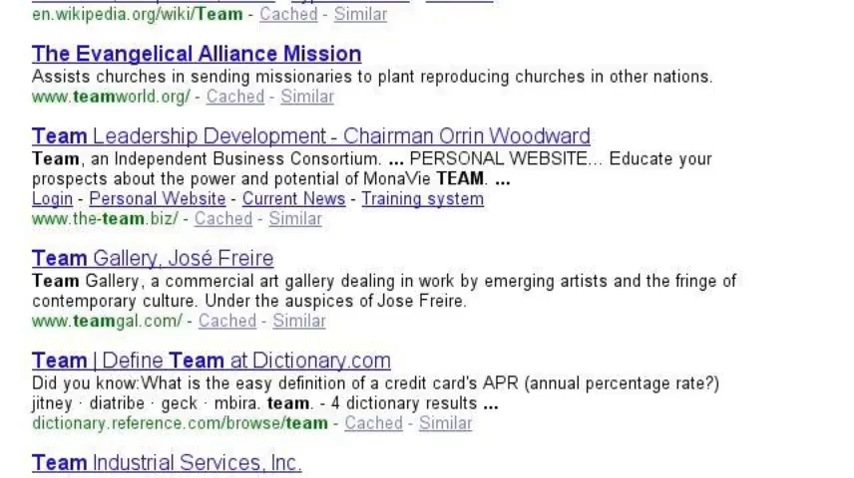 en.wikipedia.org/wiki/Team - Cached - Similar
The Evangelical Alliance Mission
Assists churches in sending missionaries to plant reproducing churches in other nations.
www.teamworld.org/ - Cached - Similar
Team Leadership Development - Chairman Orrin Woodward
Team, an Independent Business Consortium. ... PERSONAL WEBSITE... Educate your
prospects about the power and potential of MonaVie TEAM. ...
Login - Personal Website - Current News - Training system
www.the-team.biz/ - Cached - Similar
Team Gallery, José Freire
Team Gallery, a commercial art gallery dealing in work by emerging artists and the fringe of
contemporary culture. Under the auspices of Jose Freire.
www.teamgal.com/ - Cached - Similar
Team | Define Team at Dictionary.com
Did you know:What is the easy definition of a credit card's APR (annual percentage rate?)
jitney · diatribe · geck · mbira. team. - 4 dictionary results ...
dictionary.reference.com/browse/team - Cached - Similar
Team Industrial Services, Inc.